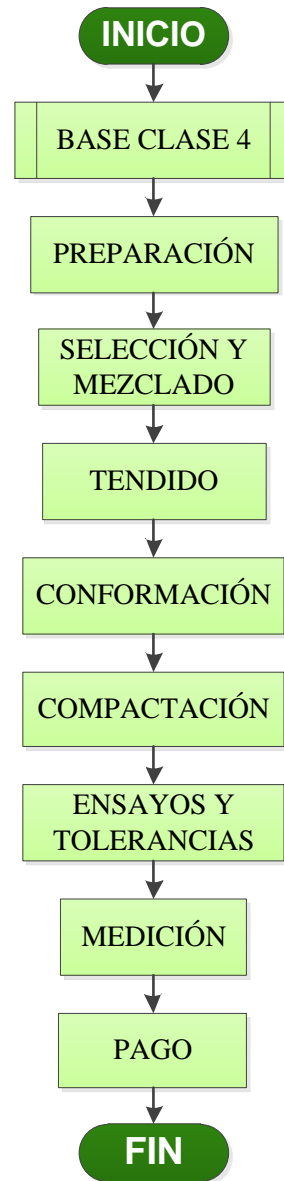 INICIO
BASE CLASE 4
PREPARACIÓN
SELECCIÓN Y
MEZCLADO
TENDIDO
CONFORMACIÓN
COMPACTACIÓN
ENSAYOS Y
TOLERANCIAS
MEDICIÓN
PAGO
FIN